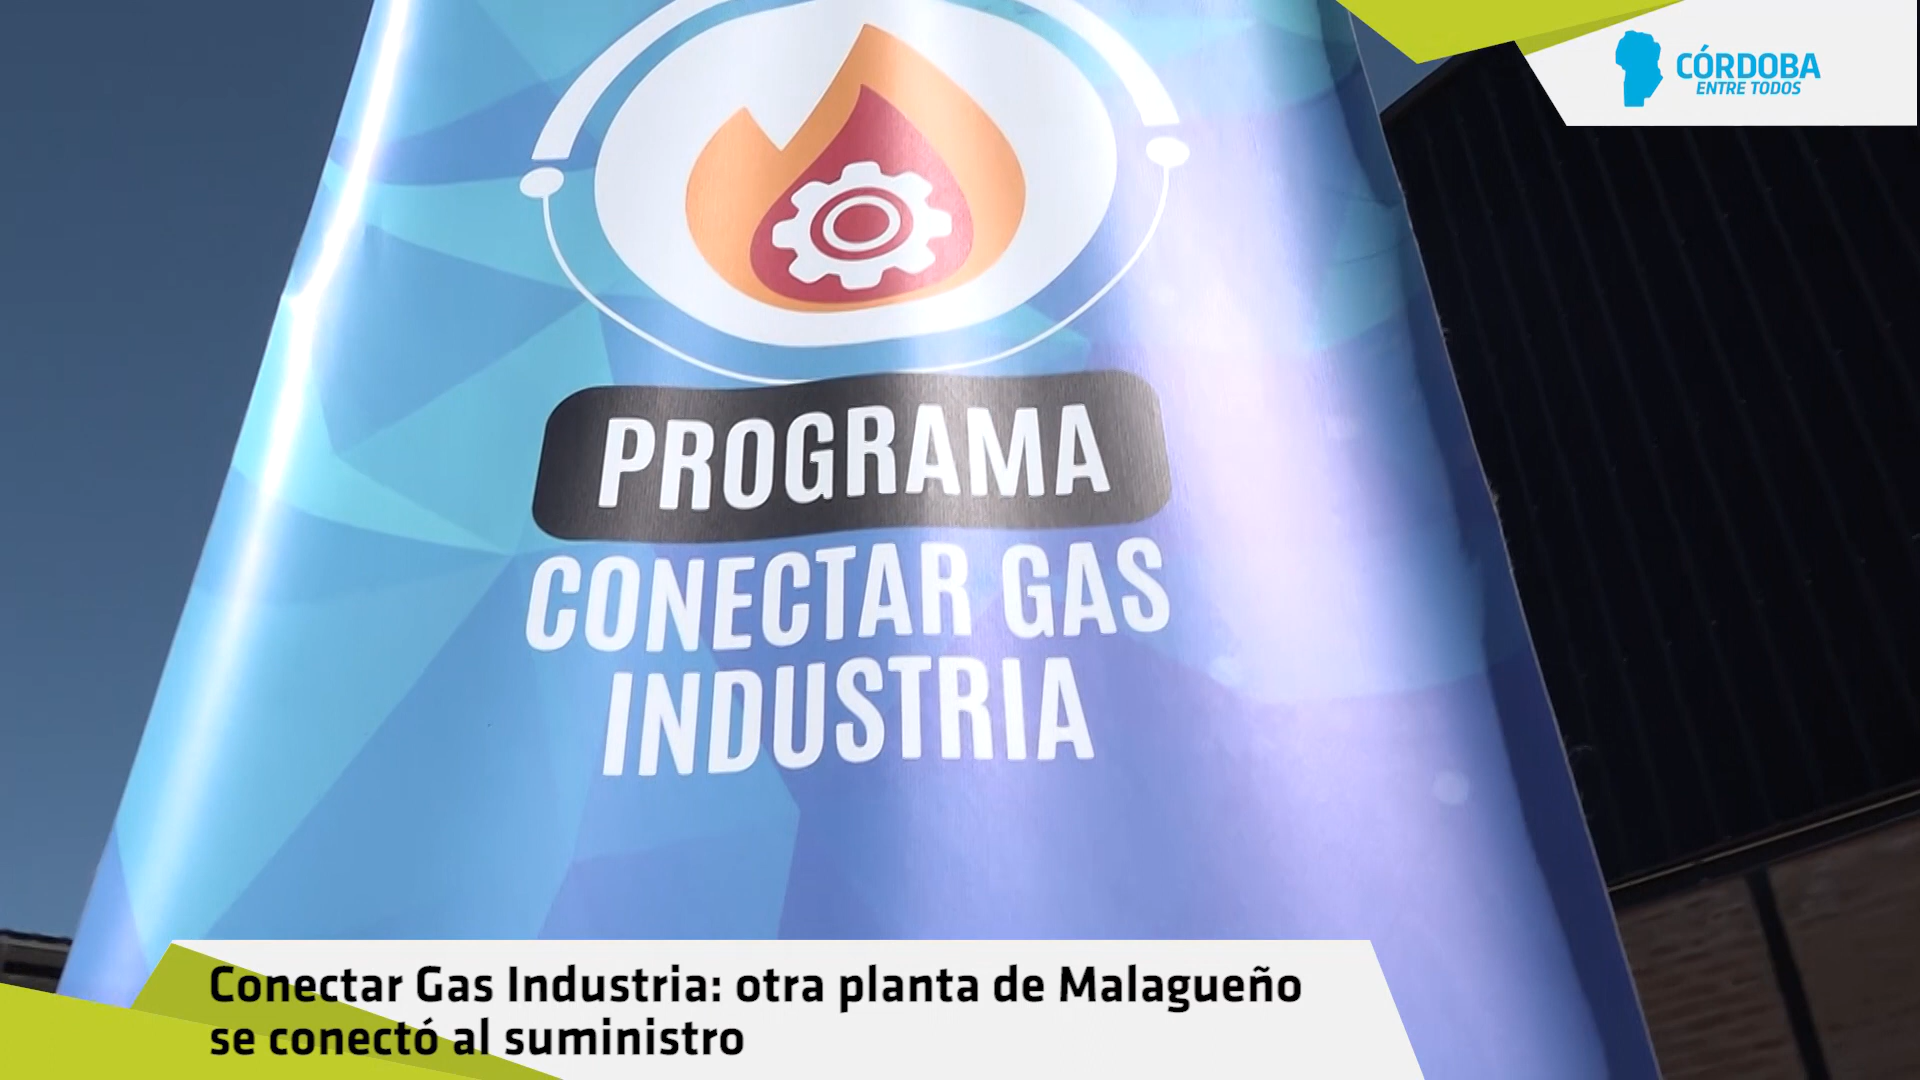 CÓRDOBA
ENTRE TODOS
PROGRAMA
CONECTAR GAS
INDUSTRIA
Conectar Gas Industria: otra planta de Malagueño
se conectó al suministro